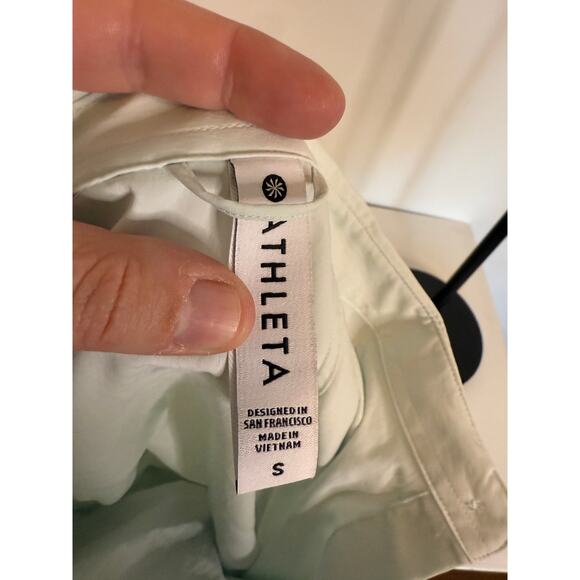 ATHLETA
DESIGNED IN
SAN FRANCISCO
MADE IN
VIETNAM
S